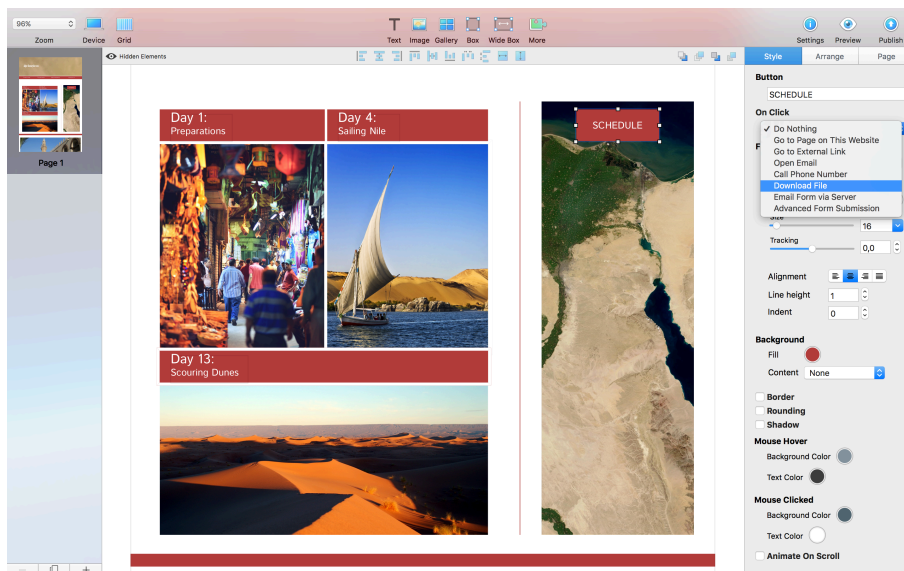 96%
Zoom
Device
Grid
Text
Image
Gallery
Box
Wide Box
More
Settings
Preview
Publish
Hidden Elements
Style
Arrange
Page
Page 1
Day 1:
Preparations
Day 4:
Sailing Nile
Day 13:
Scouring Dunes
SCHEDULE
Button
SCHEDULE
On Click
Do Nothing
Go to Page on This Website
Go to External Link
Open Email
Call Phone Number
Download File
Email Form via Server
Advanced Form Submission
Size
16
Tracking
0,0
Alignment
Line height
1
Indent
0
Background
Fill
Content
None
Border
Rounding
Shadow
Mouse Hover
Background Color
Text Color
Mouse Clicked
Background Color
Text Color
Animate On Scroll